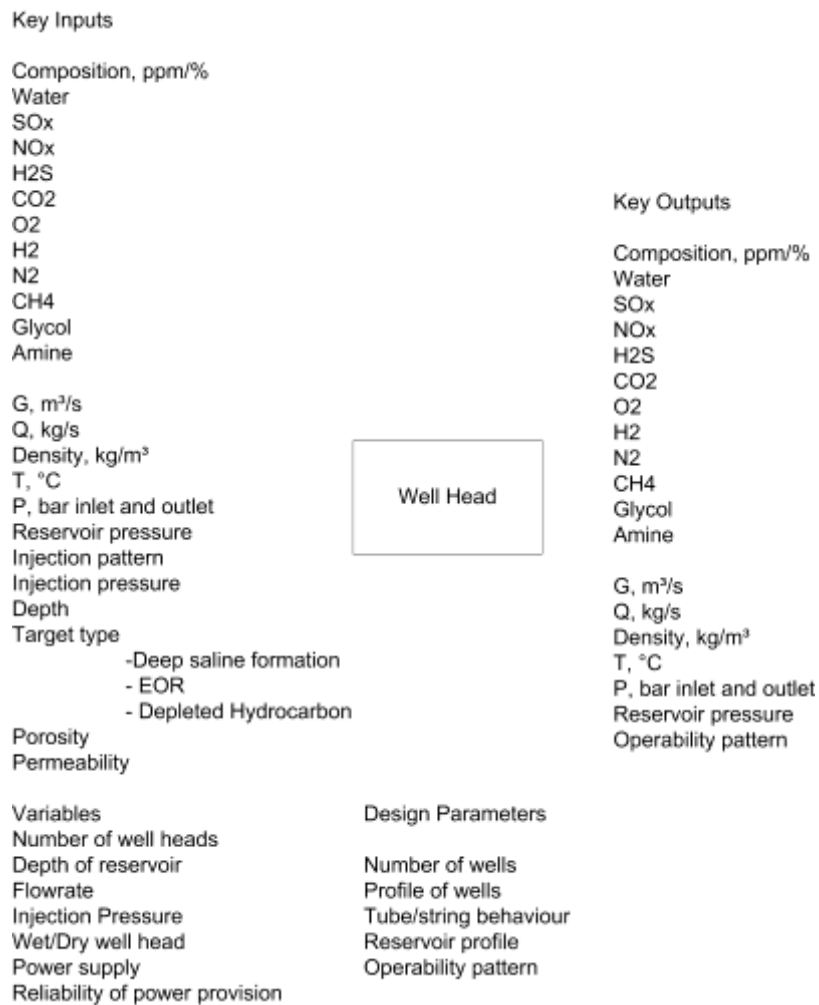 Key Inputs
Composition, ppm/%
Water
SOx
NOx
H2S
CO2
O2
H2
N2
CH4
Glycol
Amine
G, m³/s
Q, kg/s
Density, kg/m³
T, °C
P, bar inlet and outlet
Reservoir pressure
Injection pattern
Injection pressure
Depth
Target type
-Deep saline formation
- EOR
- Depleted Hydrocarbon
Porosity
Permeability
Well Head
Key Outputs
Composition, ppm/%
Water
SOx
NOx
H2S
CO2
O2
H2
N2
CH4
Glycol
Amine
G, m³/s
Q, kg/s
Density, kg/m³
T, °C
P, bar inlet and outlet
Reservoir pressure
Operability pattern
Variables
Number of well heads
Depth of reservoir
Flowrate
Injection Pressure
Wet/Dry well head
Power supply
Reliability of power provision
Design Parameters
Number of wells
Profile of wells
Tube/string behaviour
Reservoir profile
Operability pattern